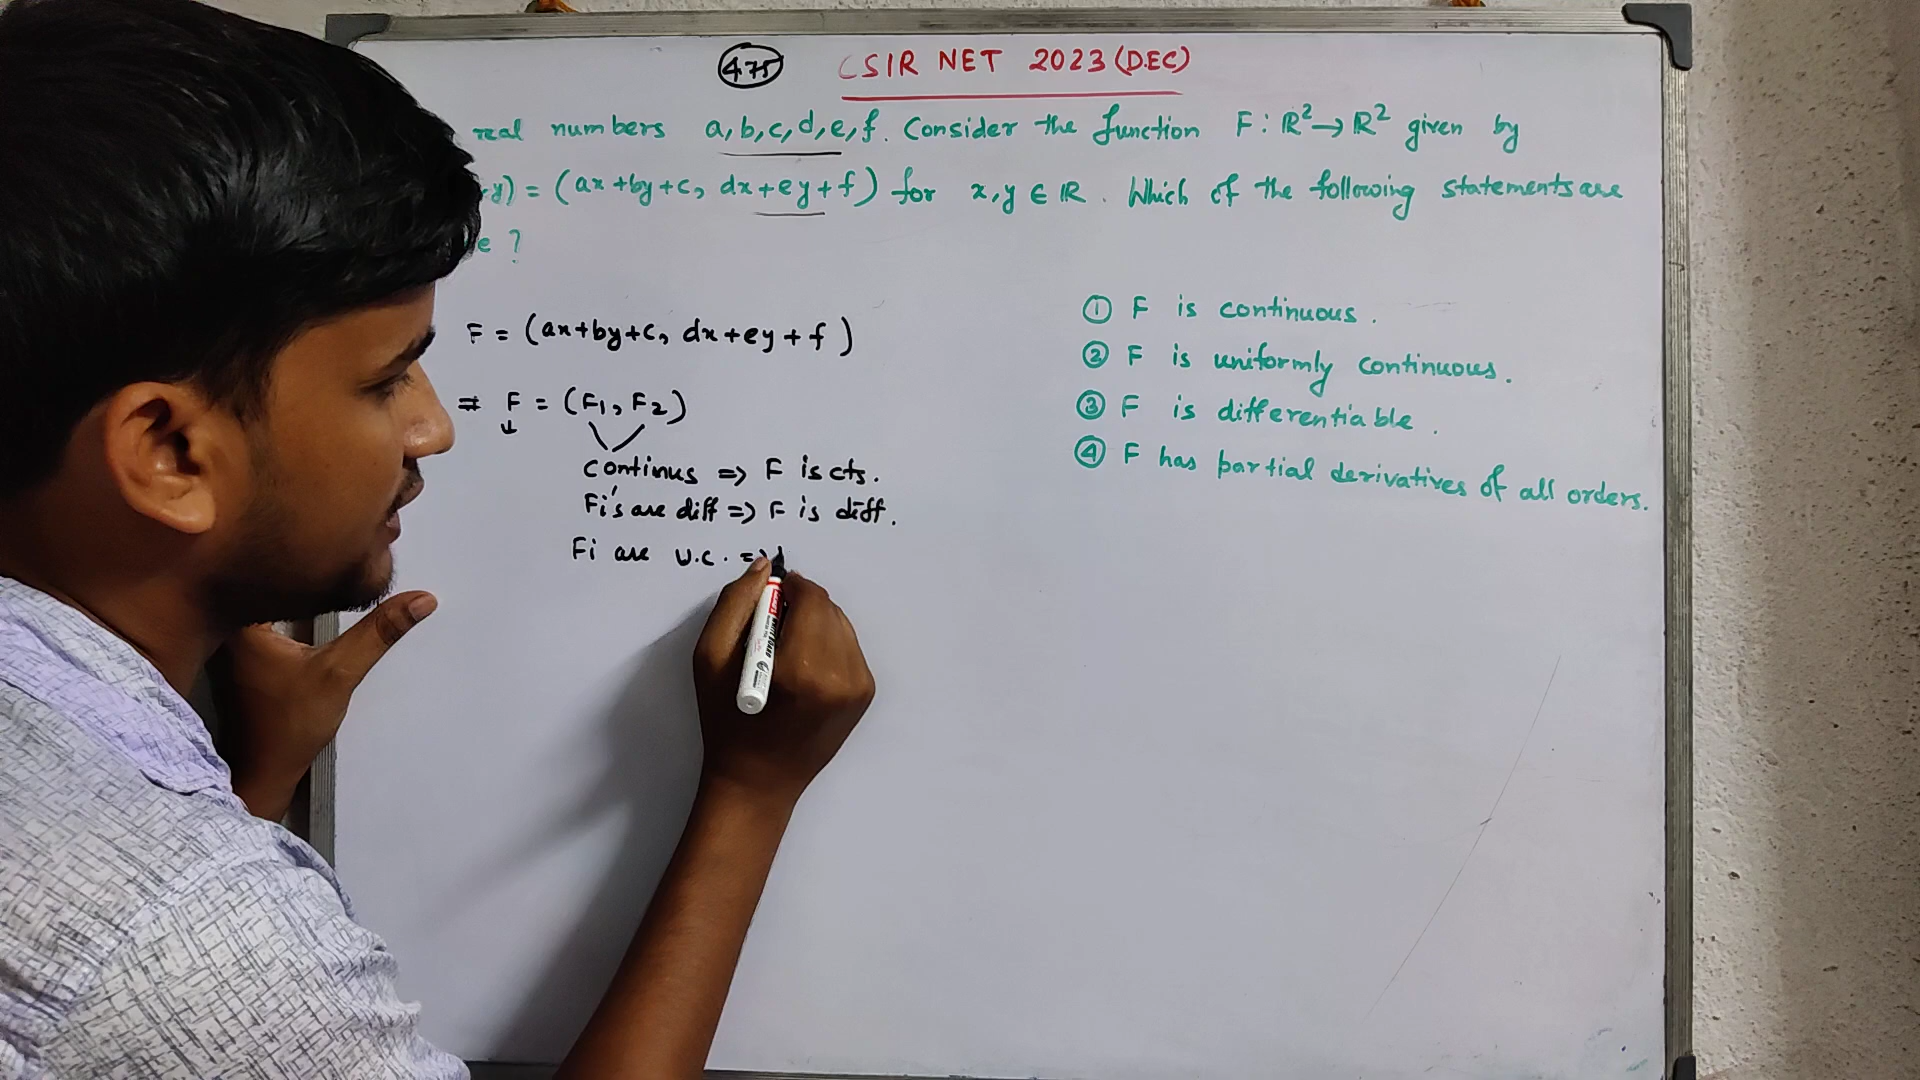 475 CSIR NET 2023 (DEC)
real numbers a, b, c, d, e, f. Consider the function F : ℝ² → ℝ² given by
y) = (ax + by + c, dx + ey + f) for x, y ∈ ℝ. Which of the following statements are
e ?
F = (ax+by+c, dx+ey+f)
⇒ F = (F₁, F₂)
↓
continus => F is cts.
Fi's are diff => F is diff.
Fi are U.C. =>
① F is continuous.
② F is uniformly continuous.
③ F is differentiable.
④ F has partial derivatives of all orders.